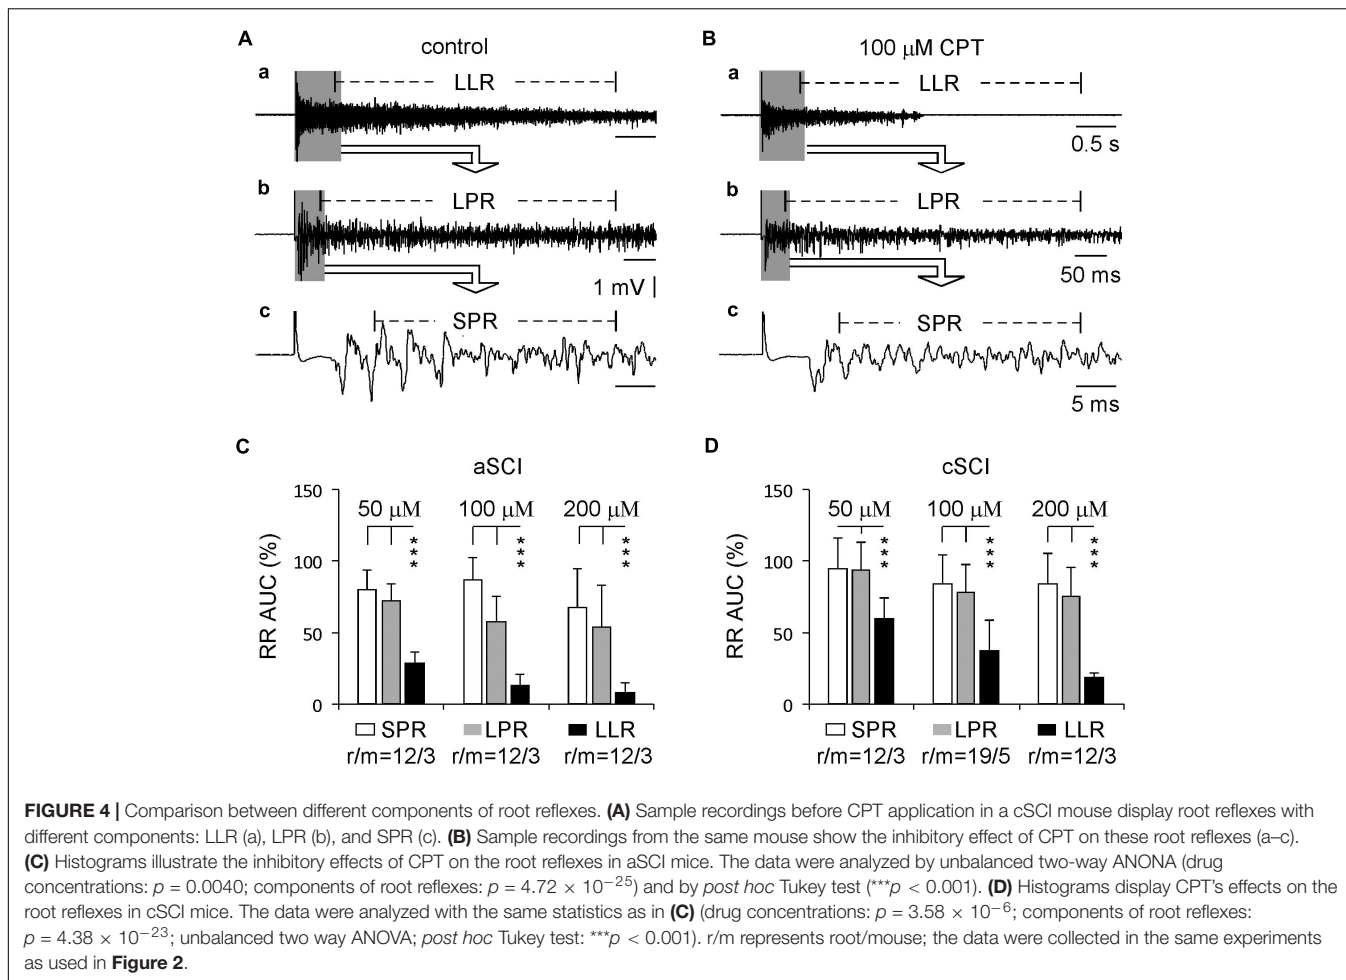 A
control
B
100 μM CPT
a
LLR
a
LLR
0.5 s
b
LPR
b
LPR
1 mV
50 ms
c
SPR
c
SPR
5 ms
C
aSCI
D
cSCI
RR AUC (%)
150
100
50
0
50 μM
100 μM
200 μM
***
***
***
SPR
LPR
LLR
r/m=12/3
r/m=12/3
r/m=12/3
RR AUC (%)
150
100
50
0
50 μM
100 μM
200 μM
***
***
***
SPR
LPR
LLR
r/m=12/3
r/m=19/5
r/m=12/3
FIGURE 4 | Comparison between different components of root reflexes. (A) Sample recordings before CPT application in a cSCI mouse display root reflexes with
different components: LLR (a), LPR (b), and SPR (c). (B) Sample recordings from the same mouse show the inhibitory effect of CPT on these root reflexes (a–c).
(C) Histograms illustrate the inhibitory effects of CPT on the root reflexes in aSCI mice. The data were analyzed by unbalanced two-way ANONA (drug
concentrations: p = 0.0040; components of root reflexes: p = 4.72 × 10⁻²⁵) and by post hoc Tukey test (***p < 0.001). (D) Histograms display CPT's effects on the
root reflexes in cSCI mice. The data were analyzed with the same statistics as in (C) (drug concentrations: p = 3.58 × 10⁻⁶; components of root reflexes:
p = 4.38 × 10⁻²³; unbalanced two way ANOVA; post hoc Tukey test: ***p < 0.001). r/m represents root/mouse; the data were collected in the same experiments
as used in Figure 2.